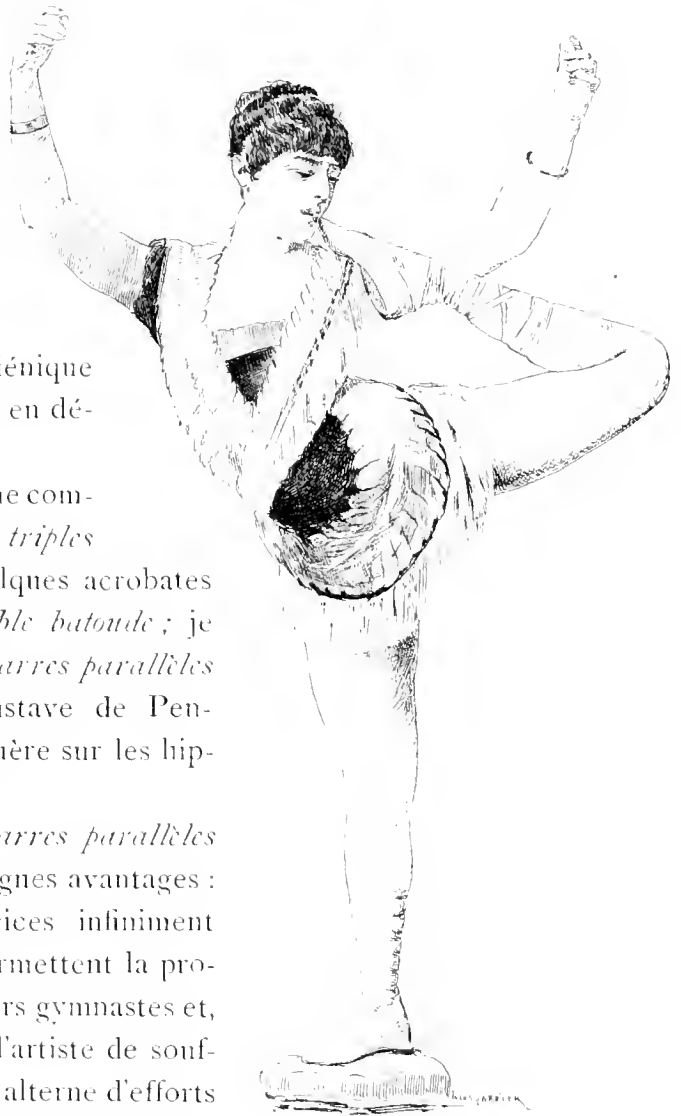 énique
en dé-
ne com-
triples
lques acrobates
ble batoude ; je
arres parallèles
ustave de Pen-
ière sur les hip-
arres parallèles
gnes avantages :
ices infiniment
rmettent la pro-
rs gymnastes et,
l'artiste de souf-
alterne d'efforts